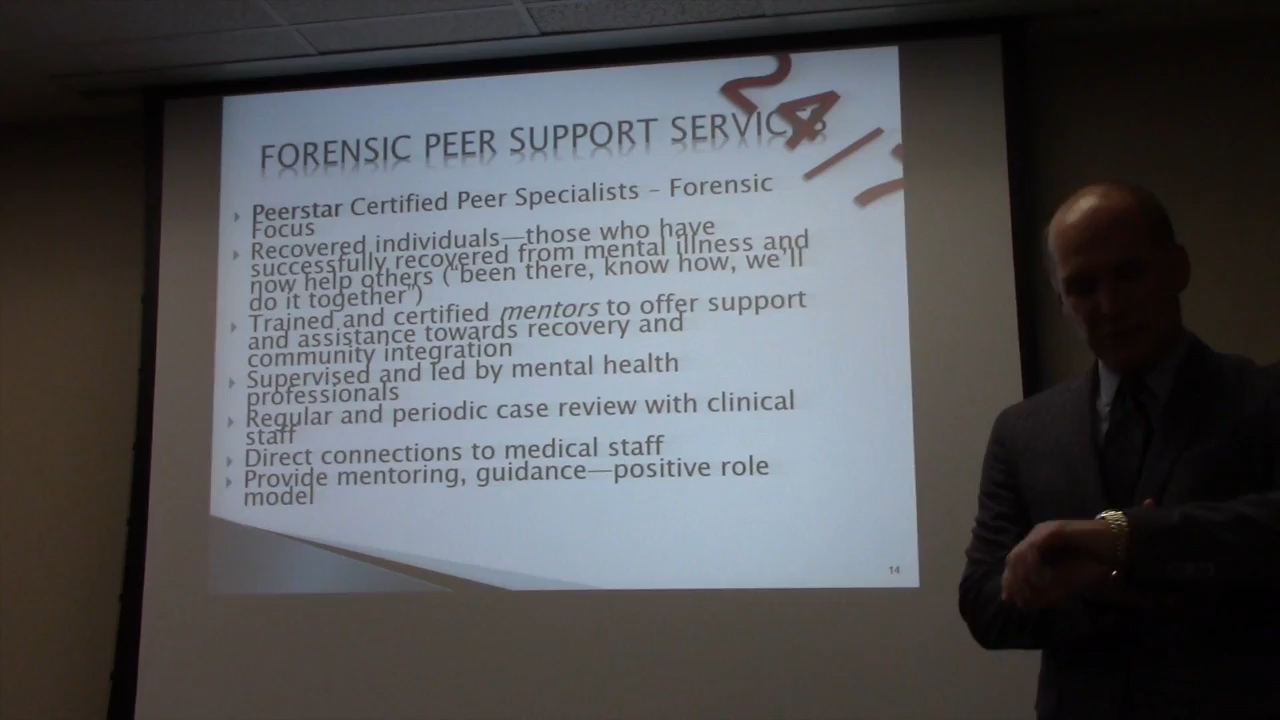 24/7
FORENSIC PEER SUPPORT SERVICES
Peerstar Certified Peer Specialists – Forensic
Focus
Recovered individuals—those who have
successfully recovered from mental illness and
now help others (“been there, know how, we’ll
do it together”)
Trained and certified mentors to offer support
and assistance towards recovery and
community integration
Supervised and led by mental health
professionals
Regular and periodic case review with clinical
staff
Direct connections to medical staff
Provide mentoring, guidance—positive role
model
14